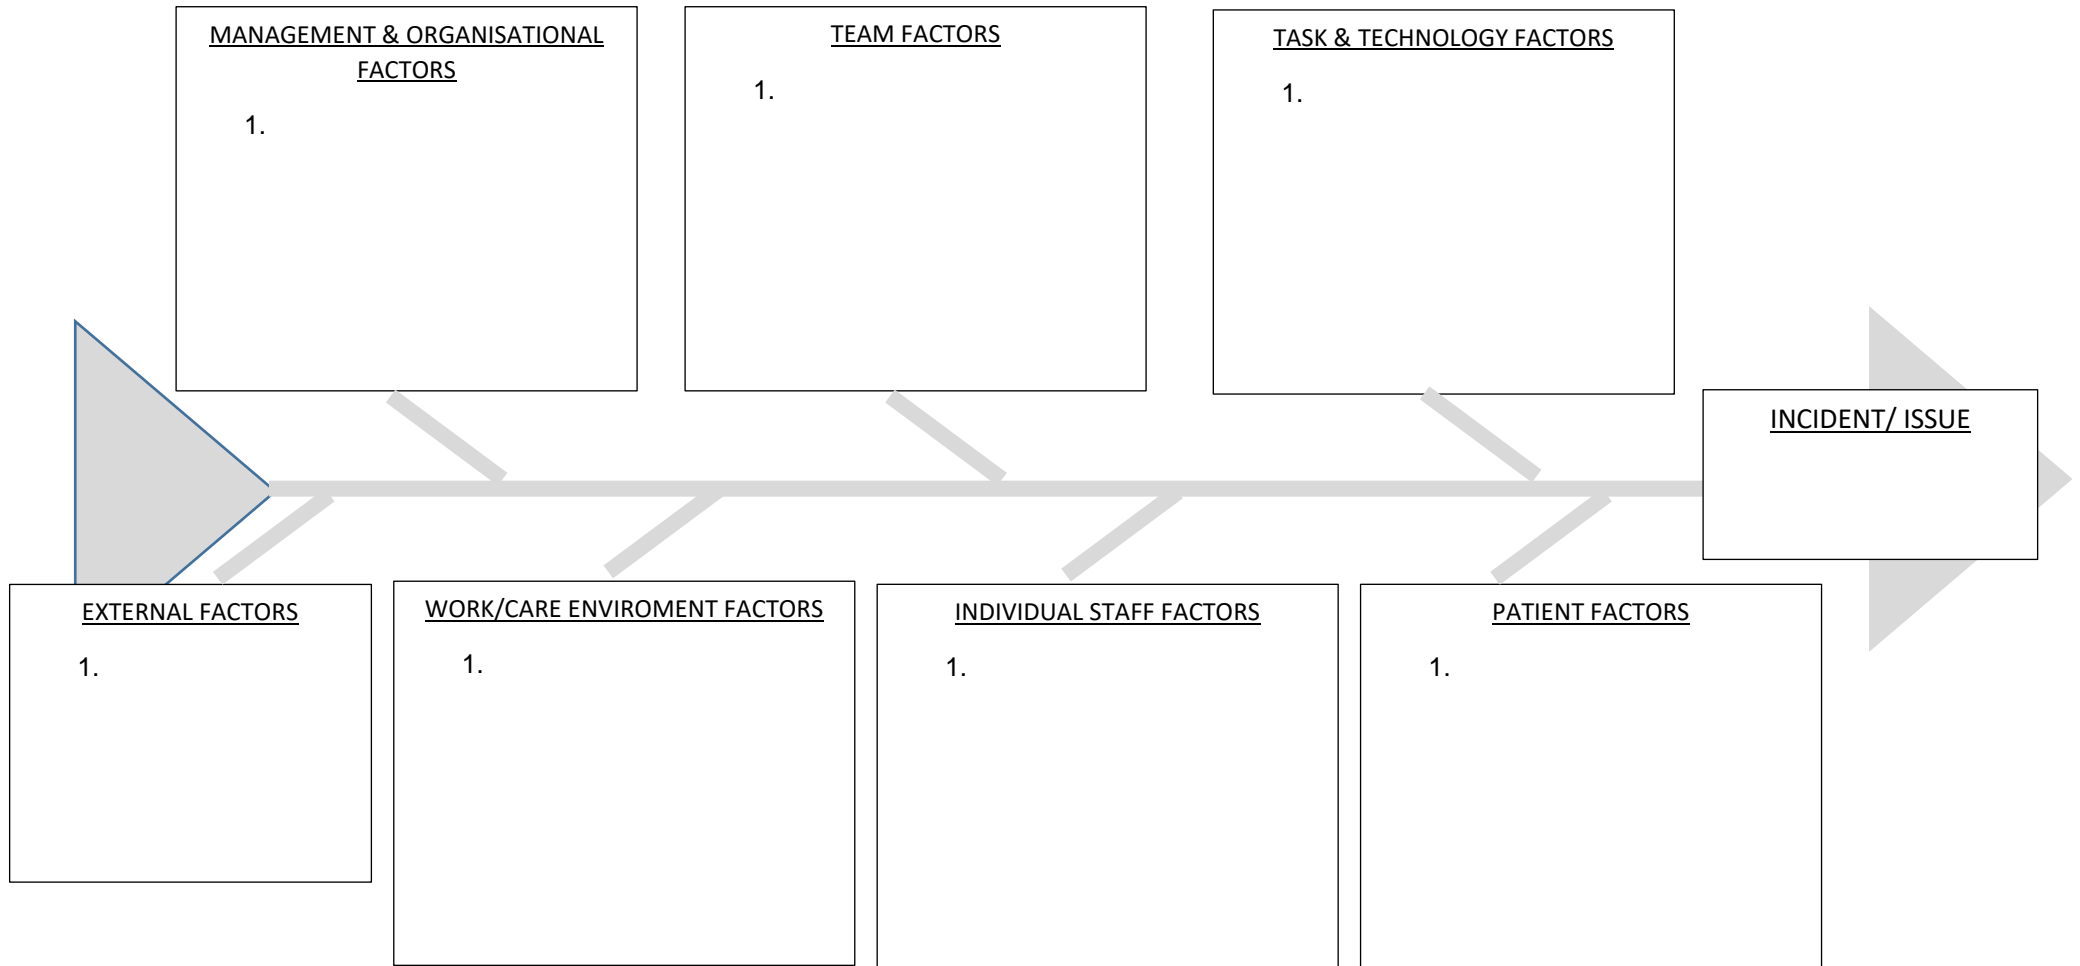 MANAGEMENT & ORGANISATIONAL
FACTORS
1.
TEAM FACTORS
1.
TASK & TECHNOLOGY FACTORS
1.
INCIDENT/ ISSUE
EXTERNAL FACTORS
1.
WORK/CARE ENVIROMENT FACTORS
1.
INDIVIDUAL STAFF FACTORS
1.
PATIENT FACTORS
1.